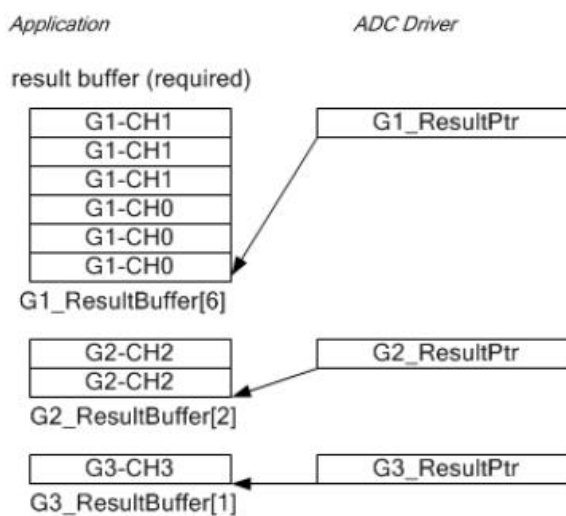 Application ADC Driver
result buffer (required)
G1-CH1 G1_ResultPtr
G1-CH1
G1-CH1
G1-CH0
G1-CH0
G1-CH0
G1_ResultBuffer[6]
G2-CH2 G2_ResultPtr
G2-CH2
G2_ResultBuffer[2]
G3-CH3 G3_ResultPtr
G3_ResultBuffer[1]